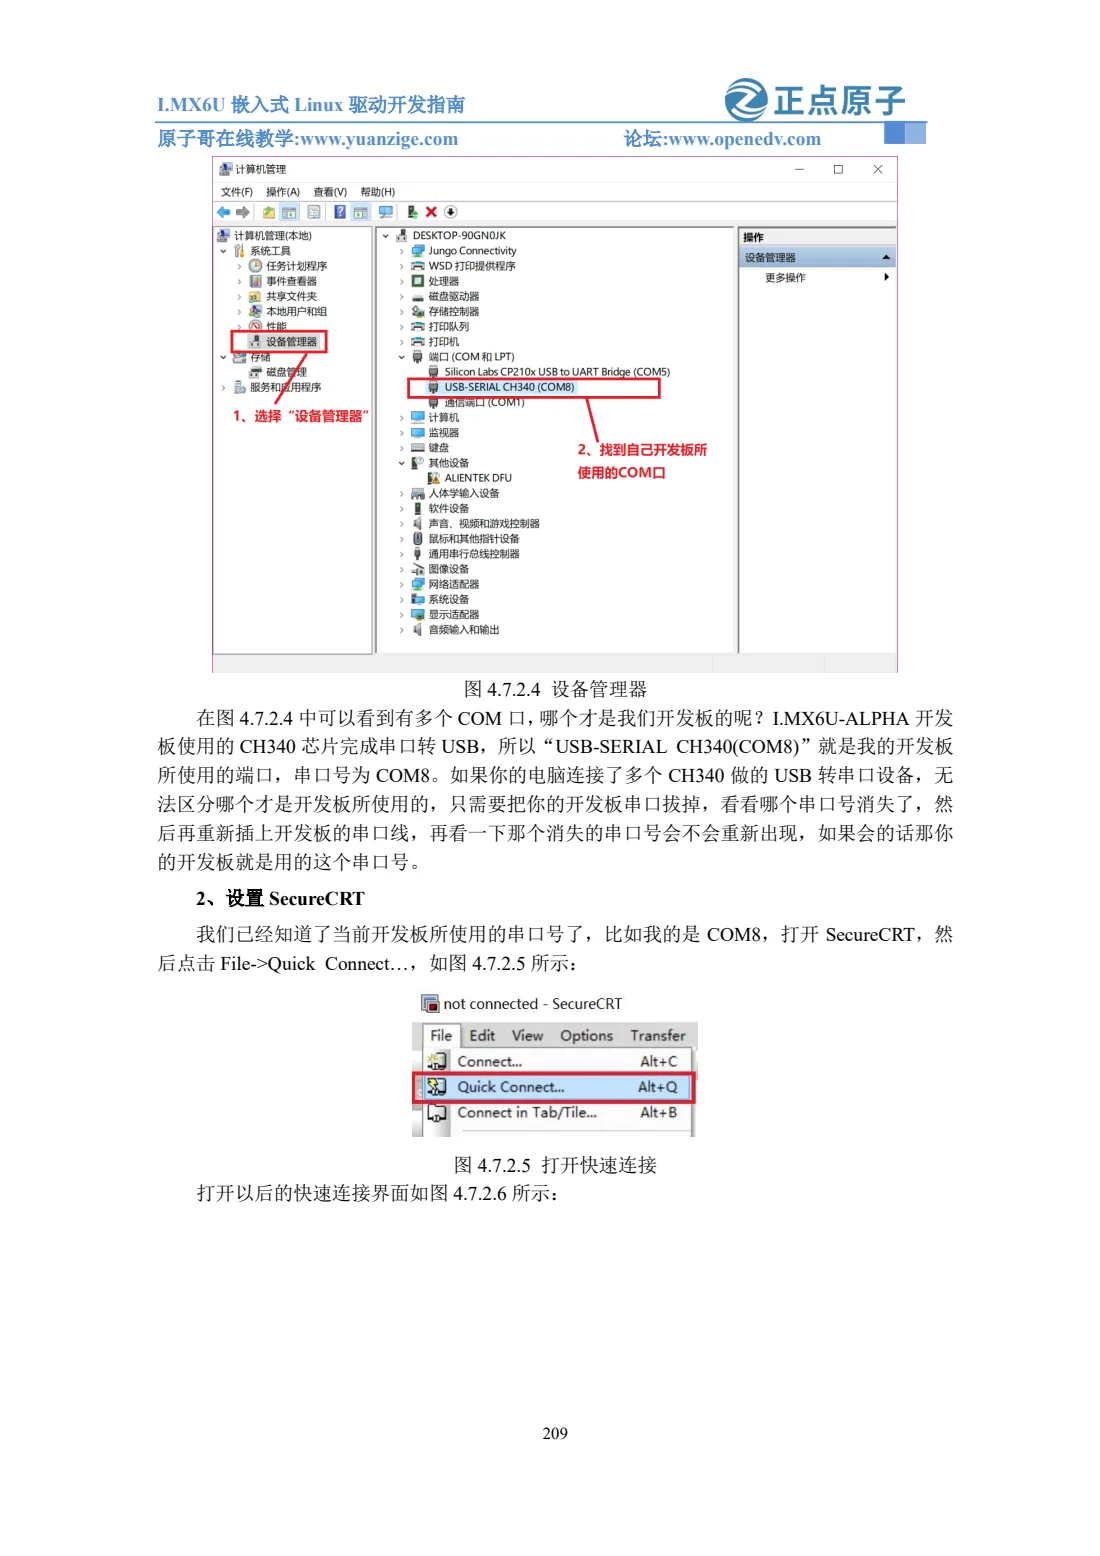 I.MX6U 嵌入式 Linux 驱动开发指南
正点原子
原子哥在线教学:www.yuanzige.com
论坛:www.openedv.com
计算机管理
文件(F) 操作(A) 查看(V) 帮助(H)
计算机管理(本地)
系统工具
任务计划程序
事件查看器
共享文件夹
本地用户和组
性能
设备管理器
存储
磁盘管理
服务和应用程序
1、选择“设备管理器”
DESKTOP-90GN0JK
Jungo Connectivity
WSD 打印提供程序
处理器
磁盘驱动器
存储控制器
打印队列
打印机
端口 (COM 和 LPT)
Silicon Labs CP210x USB to UART Bridge (COM5)
USB-SERIAL CH340 (COM8)
通信端口 (COM1)
计算机
监视器
键盘
其他设备
ALIENTEK DFU
人体学输入设备
软件设备
声音、视频和游戏控制器
鼠标和其他指针设备
通用串行总线控制器
图像设备
网络适配器
系统设备
显示适配器
音频输入和输出
2、找到自己开发板所
使用的COM口
操作
设备管理器
更多操作
图 4.7.2.4 设备管理器
在图 4.7.2.4 中可以看到有多个 COM 口，哪个才是我们开发板的呢？I.MX6U-ALPHA 开发
板使用的 CH340 芯片完成串口转 USB，所以“USB-SERIAL CH340(COM8)”就是我的开发板
所使用的端口，串口号为 COM8。如果你的电脑连接了多个 CH340 做的 USB 转串口设备，无
法区分哪个才是开发板所使用的，只需要把你的开发板串口拔掉，看看哪个串口号消失了，然
后再重新插上开发板的串口线，再看一下那个消失的串口号会不会重新出现，如果会的话那你
的开发板就是用的这个串口号。
2、设置 SecureCRT
我们已经知道了当前开发板所使用的串口号了，比如我的是 COM8，打开 SecureCRT，然
后点击 File->Quick Connect…，如图 4.7.2.5 所示：
not connected - SecureCRT
File Edit View Options Transfer
Connect... Alt+C
Quick Connect... Alt+Q
Connect in Tab/Tile... Alt+B
图 4.7.2.5 打开快速连接
打开以后的快速连接界面如图 4.7.2.6 所示：
209